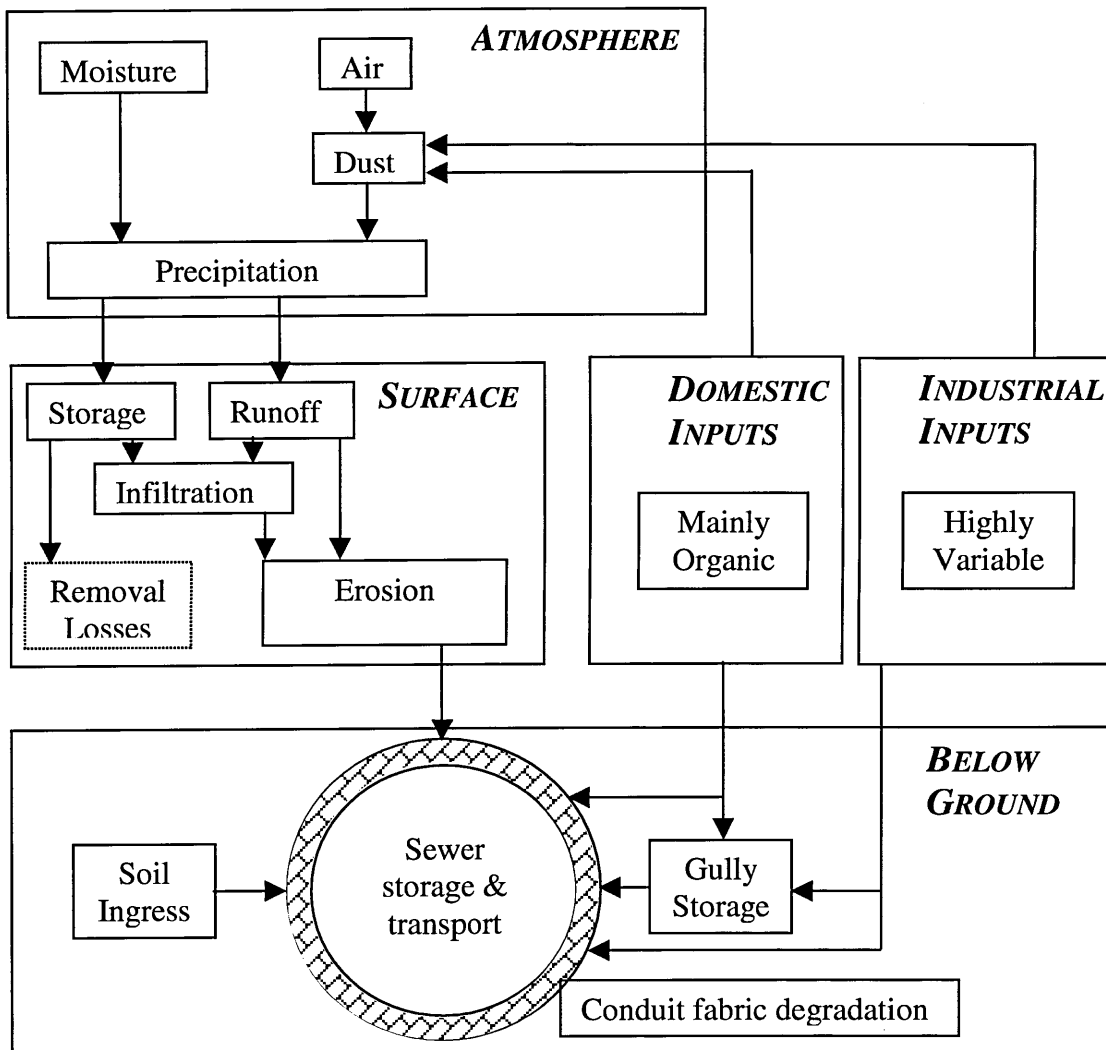 ATMOSPHERE
Moisture
Air
Dust
Precipitation
SURFACE
Storage
Runoff
Infiltration
Removal
Losses
Erosion
DOMESTIC
INPUTS
Mainly
Organic
INDUSTRIAL
INPUTS
Highly
Variable
BELOW
GROUND
Soil
Ingress
Sewer
storage &
transport
Gully
Storage
Conduit fabric degradation